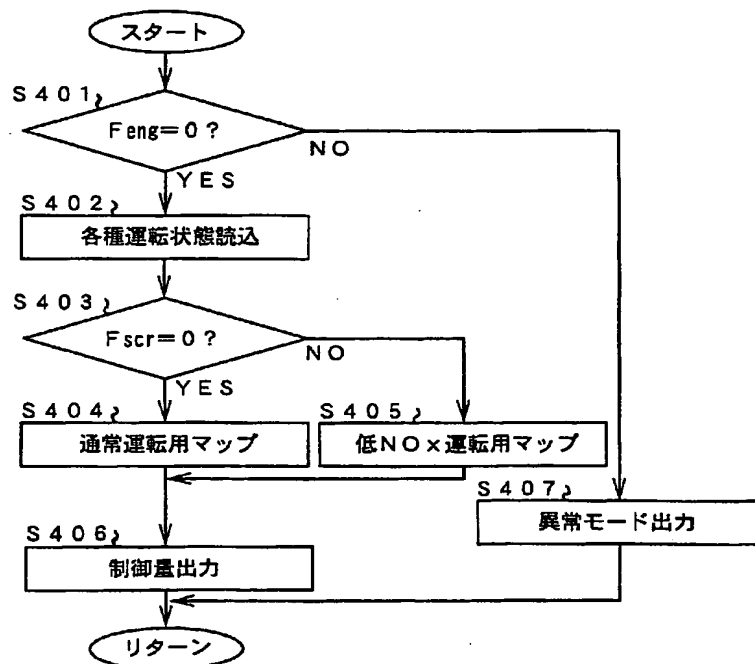 スタート
S401
Feng=0?
NO
YES
S402
各種運転状態読込
S403
Fscr=0?
NO
YES
S404
通常運転用マップ
S405
低NOx運転用マップ
S407
異常モード出力
S406
制御量出力
リターン